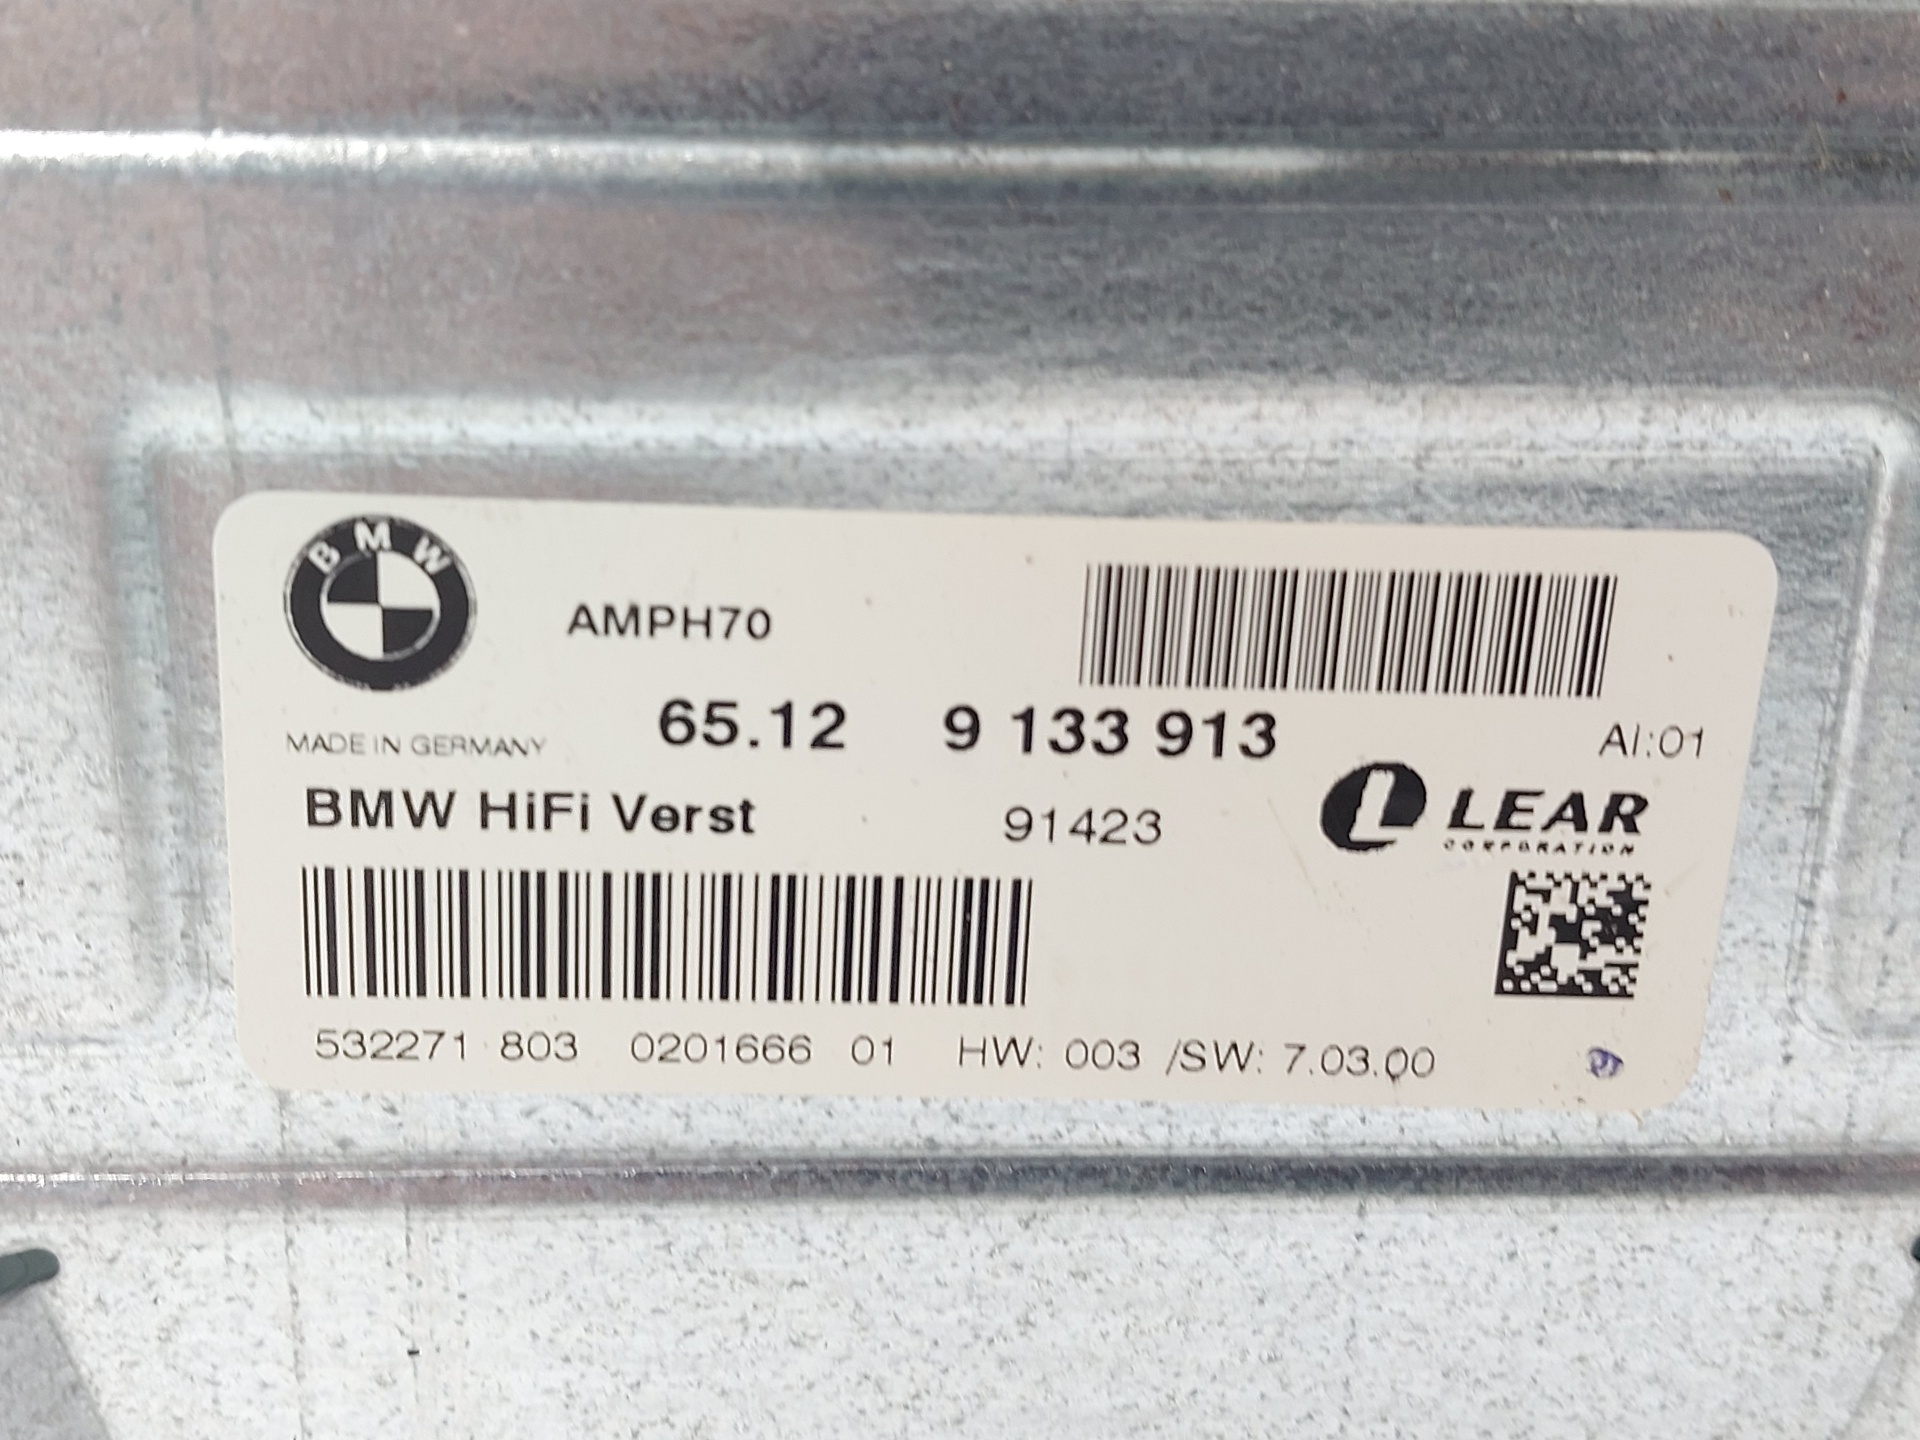 BMW
AMPH70
65.12 9 133 913
MADE IN GERMANY
AI:01
BMW HiFi Verst
91423
LEAR
CORPORATION
532271 803 0201666 01 HW: 003 /SW: 7.03.00